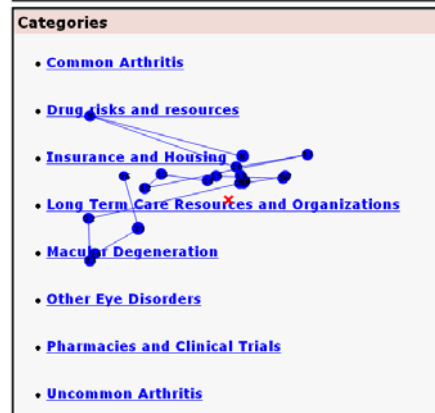 Categories
Common Arthritis
Drug risks and resources
Insurance and Housing
Long Term Care Resources and Organizations
Macular Degeneration
Other Eye Disorders
Pharmacies and Clinical Trials
Uncommon Arthritis